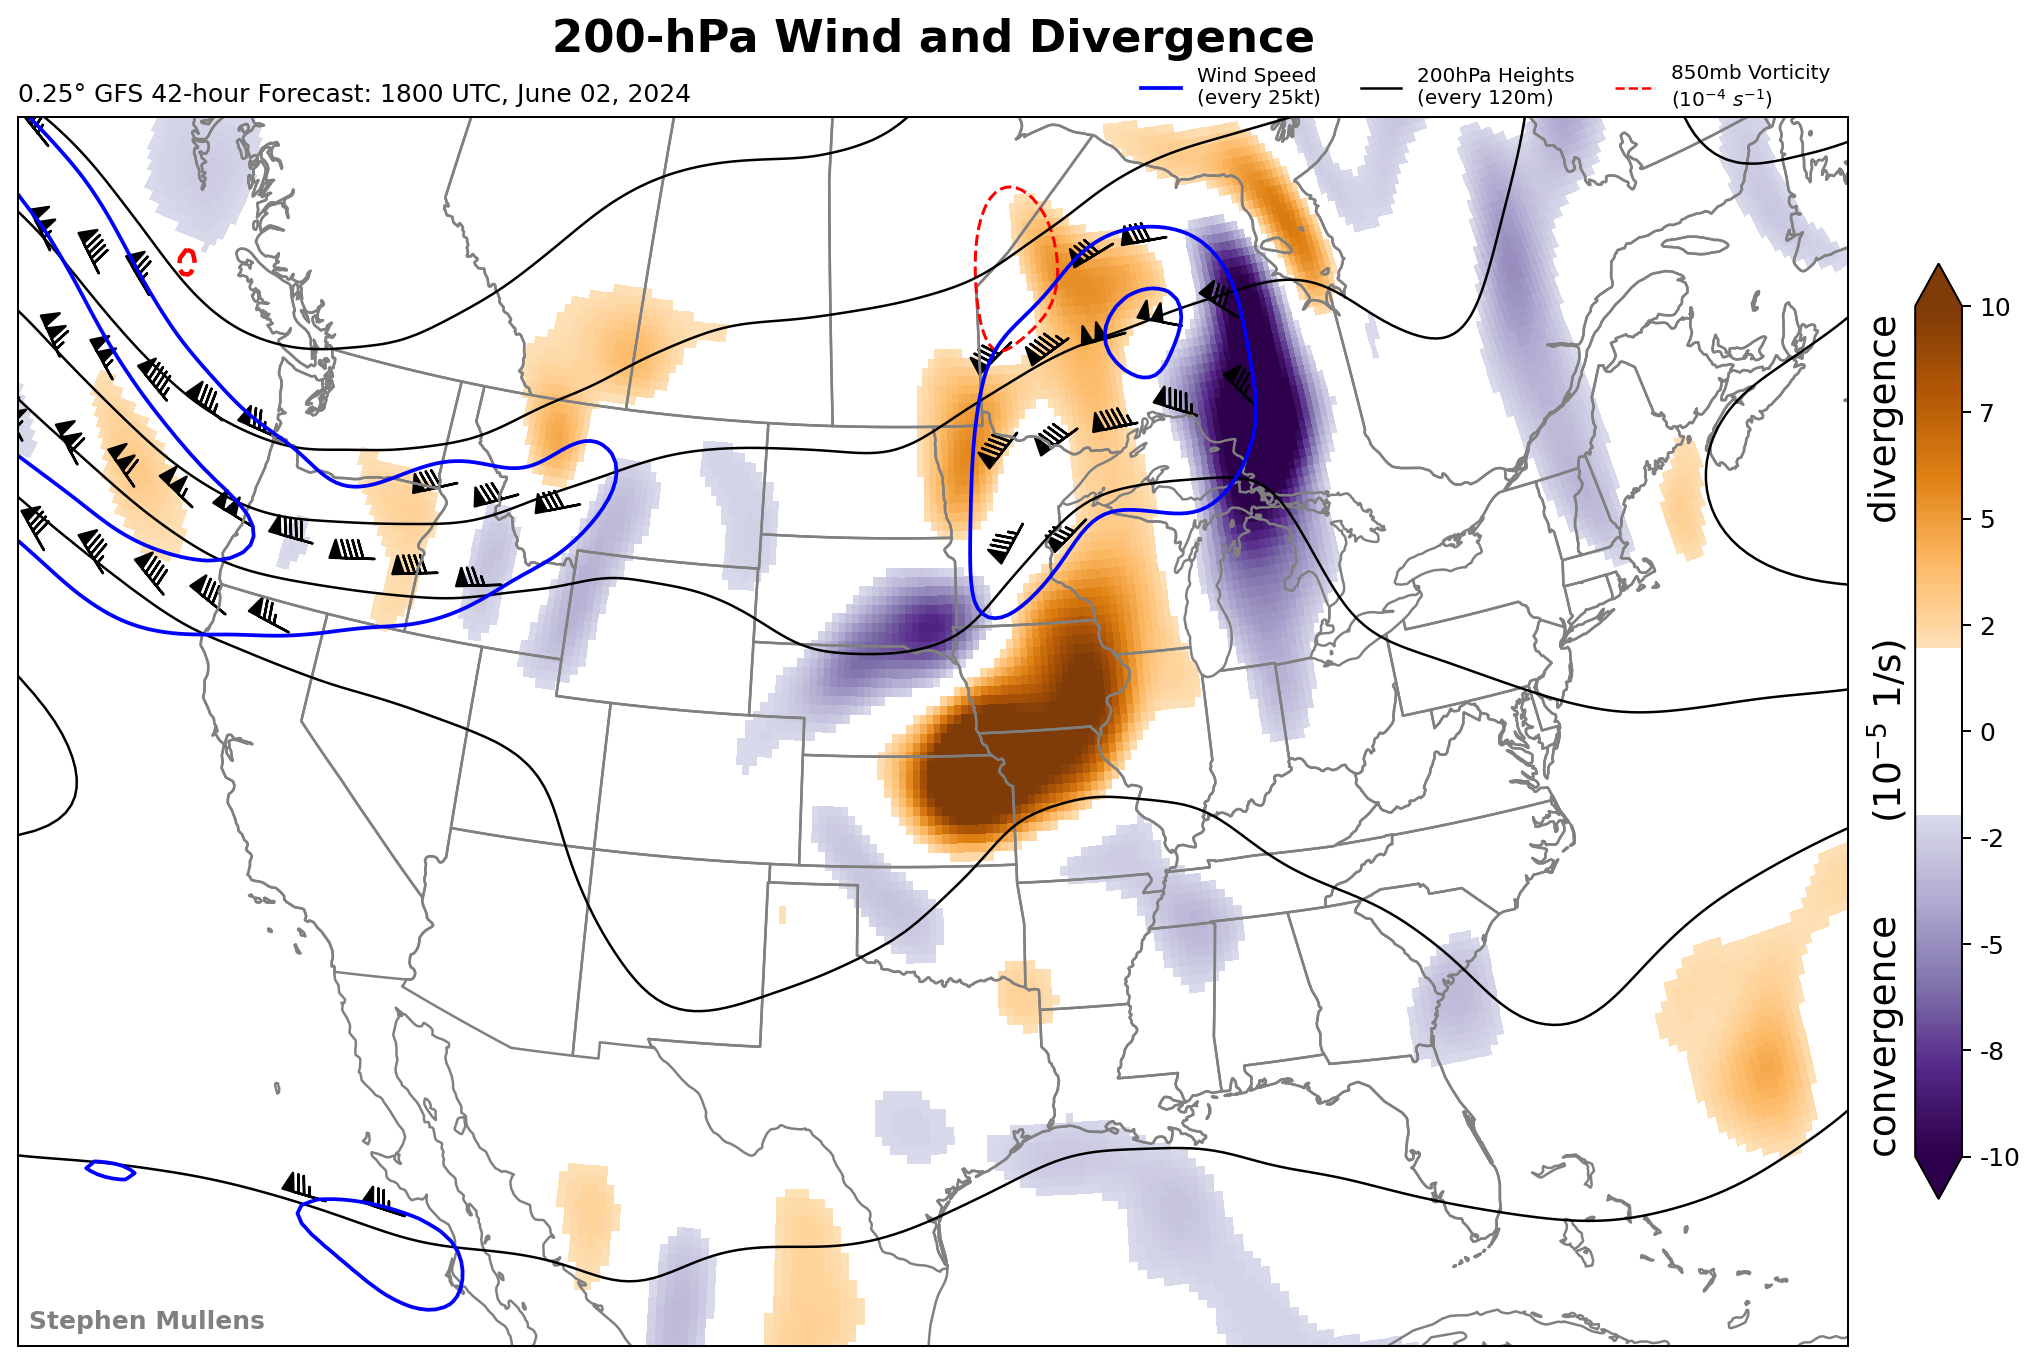 200-hPa Wind and Divergence
0.25° GFS 42-hour Forecast: 1800 UTC, June 02, 2024
Wind Speed
(every 25kt)
200hPa Heights
(every 120m)
850mb Vorticity
(10⁻⁴ s⁻¹)
10
7
5
2
0
-2
-5
-8
-10
convergence (10⁻⁵ 1/s) divergence
Stephen Mullens